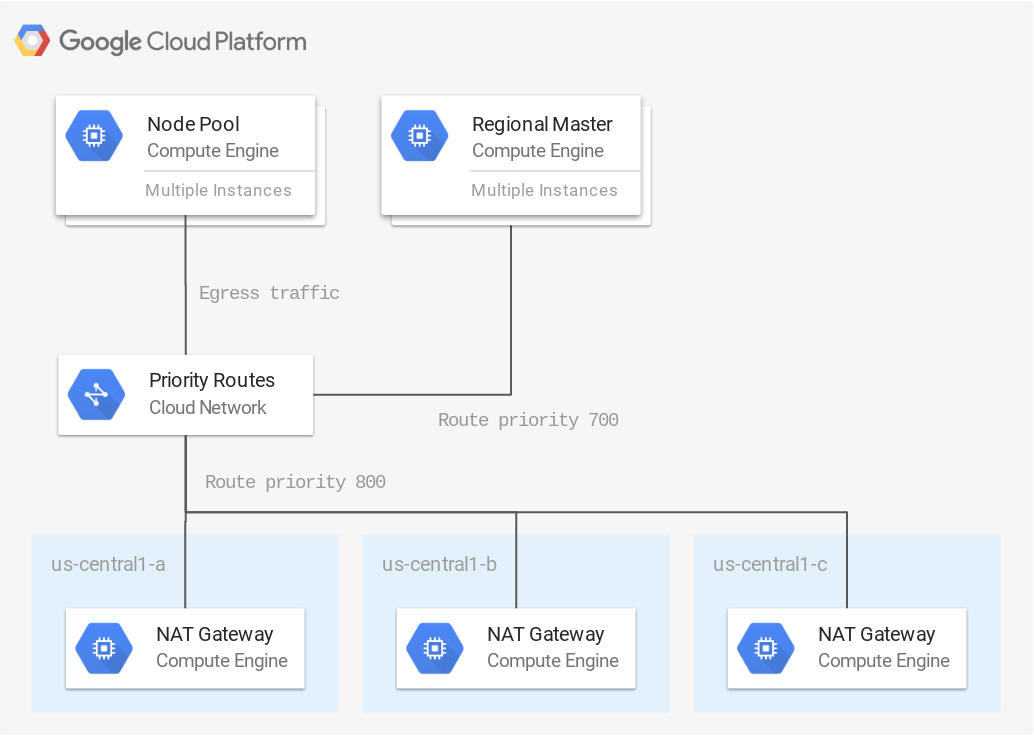 Google Cloud Platform
Node Pool
Compute Engine
Multiple Instances
Regional Master
Compute Engine
Multiple Instances
Egress traffic
Priority Routes
Cloud Network
Route priority 700
Route priority 800
us-central1-a
NAT Gateway
Compute Engine
us-central1-b
NAT Gateway
Compute Engine
us-central1-c
NAT Gateway
Compute Engine